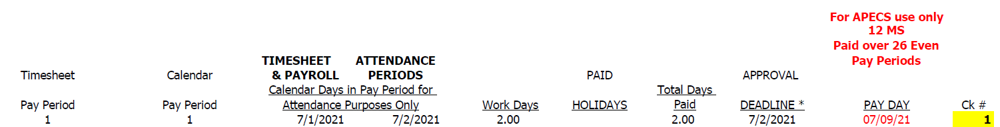 For APECS use only
12 MS
Paid over 26 Even
Pay Periods
TIMESHEET ATTENDANCE
Timesheet Calendar & PAYROLL PERIODS PAID APPROVAL
Calendar Days in Pay Period for Total Days
Pay Period Pay Period Attendance Purposes Only Work Days HOLIDAYS Paid DEADLINE * PAY DAY Ck #
1 1 7/1/2021 7/2/2021 2.00 2.00 7/2/2021 07/09/21 1